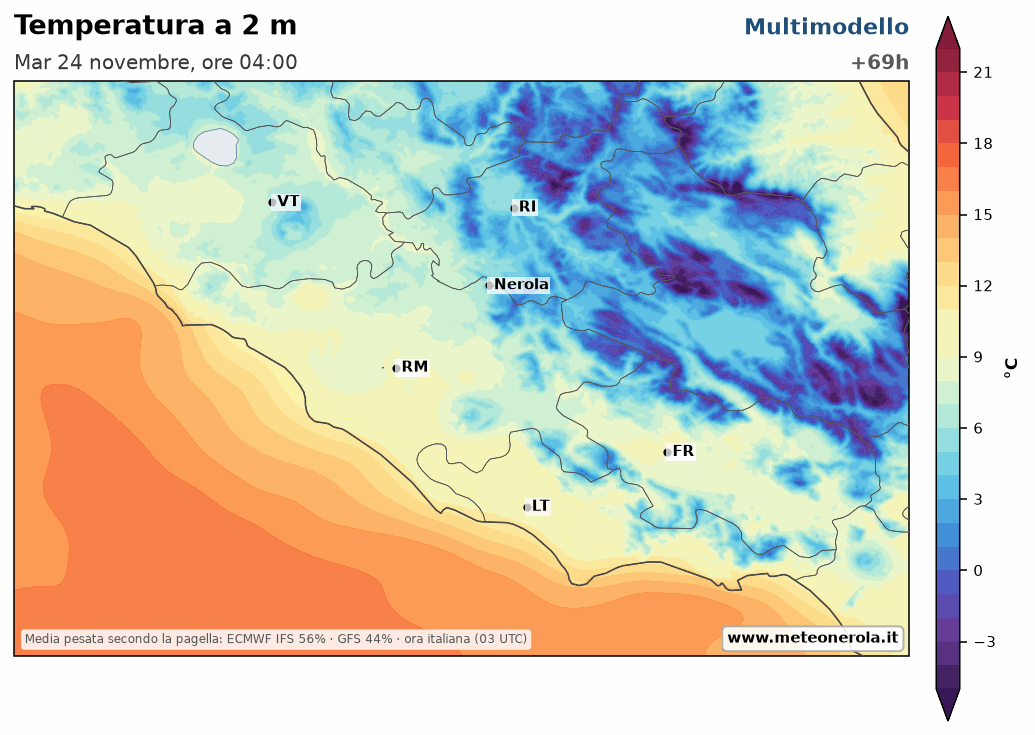 Temperatura a 2 m
Multimodello
Mar 24 novembre, ore 04:00
+69h
21
18
15
12
9
6
3
0
−3
°C
VT
RI
Nerola
RM
FR
LT
Media pesata secondo la pagella: ECMWF IFS 56% · GFS 44% · ora italiana (03 UTC)
www.meteonerola.it